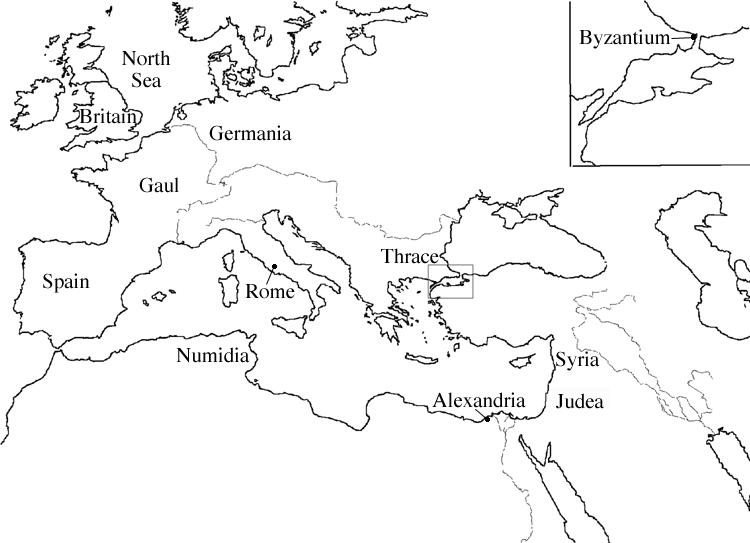 Byzantium
North
Sea
Britain
Germania
Gaul
Thrace
Spain
Rome
Numidia
Syria
Alexandria
Judea